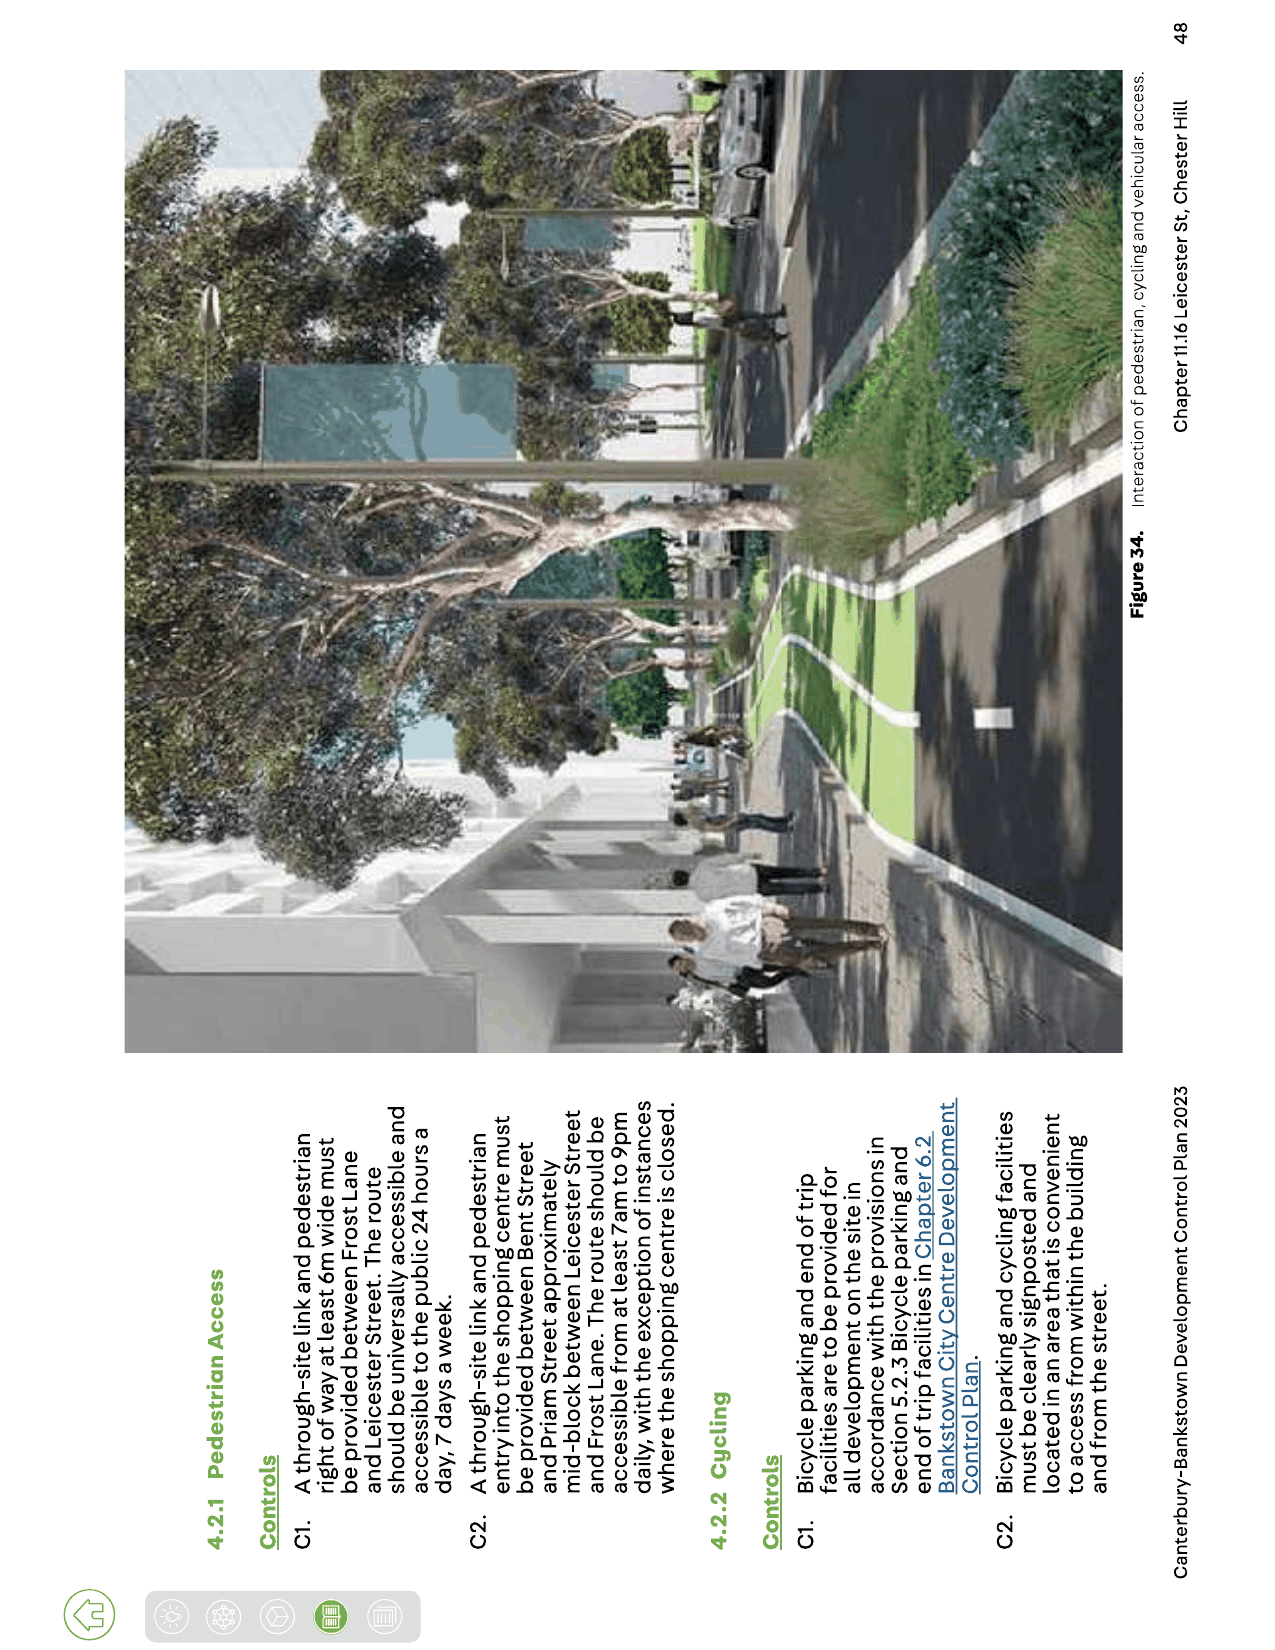 4.2.1 Pedestrian Access
Controls
C1. A through-site link and pedestrian
right of way at least 6m wide must
be provided between Frost Lane
and Leicester Street. The route
should be universally accessible and
accessible to the public 24 hours a
day, 7 days a week.
C2. A through-site link and pedestrian
entry into the shopping centre must
be provided between Bent Street
and Priam Street approximately
mid-block between Leicester Street
and Frost Lane. The route should be
accessible from at least 7am to 9pm
daily, with the exception of instances
where the shopping centre is closed.
4.2.2 Cycling
Controls
C1. Bicycle parking and end of trip
facilities are to be provided for
all development on the site in
accordance with the provisions in
Section 5.2.3 Bicycle parking and
end of trip facilities in Chapter 6.2
Bankstown City Centre Development
Control Plan.
C2. Bicycle parking and cycling facilities
must be clearly signposted and
located in an area that is convenient
to access from within the building
and from the street.
Figure 34. Interaction of pedestrian, cycling and vehicular access.
Canterbury-Bankstown Development Control Plan 2023
Chapter 11.16 Leicester St, Chester Hill 48